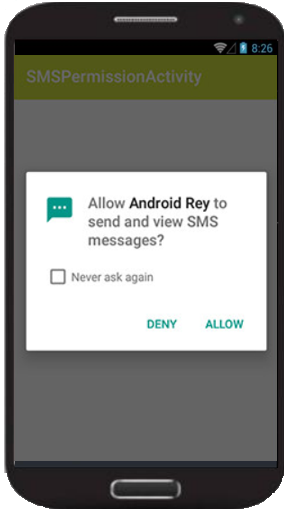 8:26
SMSPermissionActivity
Allow Android Rey to
send and view SMS
messages?
Never ask again
DENY ALLOW